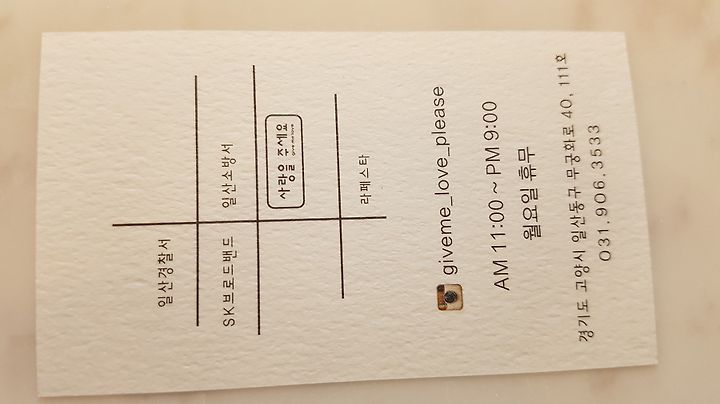 일산경찰서
SK브로드밴드
일산소방서
사랑을 주세요
give me love
라페스타
giveme_love_please
AM 11:00 ~ PM 9:00
월요일 휴무
경기도 고양시 일산동구 무궁화로 40, 111호
031.906.3533